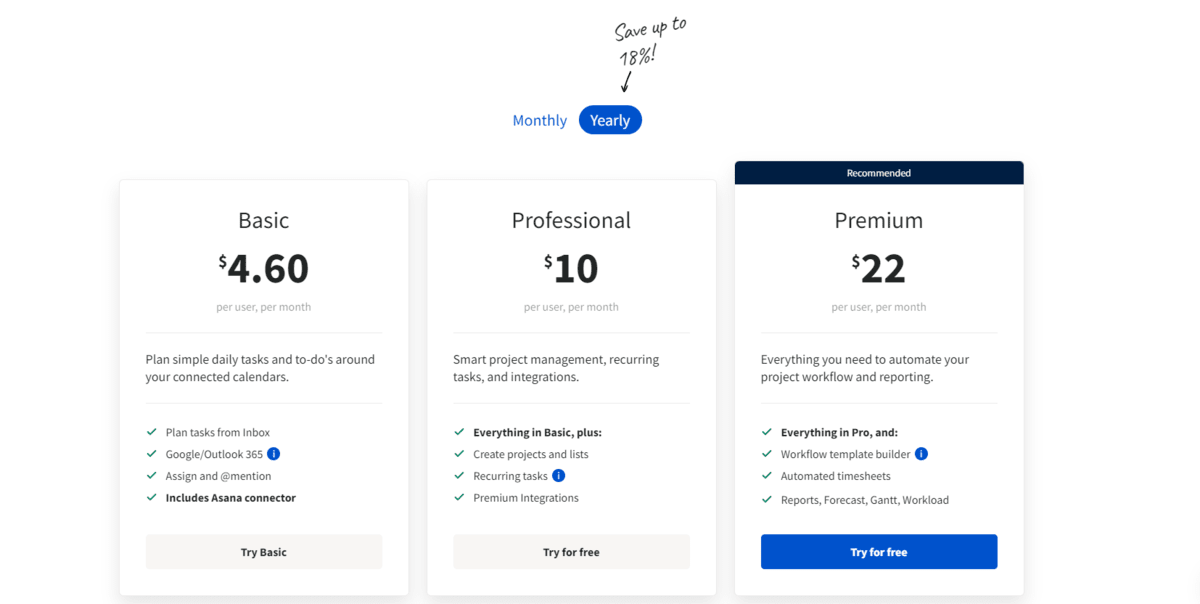 Save up to
18%!
Monthly Yearly
Recommended
Basic
$4.60
per user, per month
Plan simple daily tasks and to-do's around
your connected calendars.
Plan tasks from Inbox
Google/Outlook 365 i
Assign and @mention
Includes Asana connector
Try Basic
Professional
$10
per user, per month
Smart project management, recurring
tasks, and integrations.
Everything in Basic, plus:
Create projects and lists
Recurring tasks i
Premium Integrations
Try for free
Premium
$22
per user, per month
Everything you need to automate your
project workflow and reporting.
Everything in Pro, and:
Workflow template builder i
Automated timesheets
Reports, Forecast, Gantt, Workload
Try for free